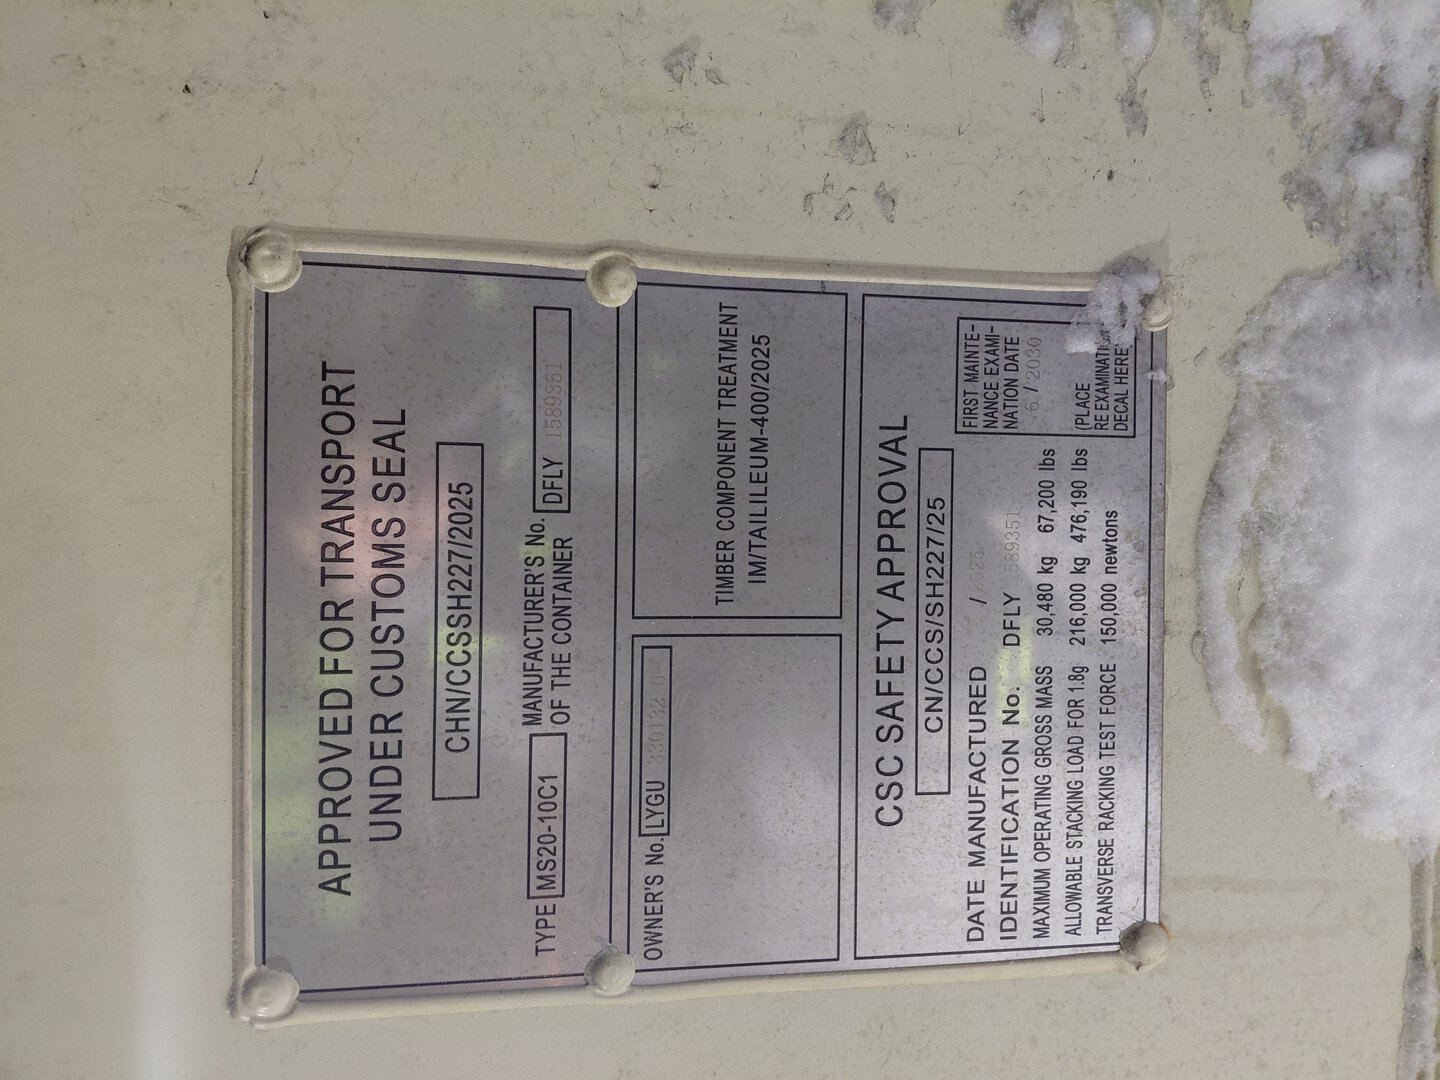 APPROVED FOR TRANSPORT
UNDER CUSTOMS SEAL
CHN/CCSSH227/2025
TYPE MS20-10C1 MANUFACTURER'S No. OF THE CONTAINER DFLY 1589351
OWNER'S No. LYGU
TIMBER COMPONENT TREATMENT
IM/TAILILEUM-400/2025
CSC SAFETY APPROVAL
CN/CCS/SH227/25
DATE MANUFACTURED / 2025
IDENTIFICATION No. DFLY 1589351
MAXIMUM OPERATING GROSS MASS 30,480 kg 67,200 lbs
ALLOWABLE STACKING LOAD FOR 1.8g 216,000 kg 476,190 lbs
TRANSVERSE RACKING TEST FORCE 150,000 newtons
FIRST MAINTE-
NANCE EXAMI-
NATION DATE
6 / 2030
(PLACE
RE EXAMINATION
DECAL HERE)